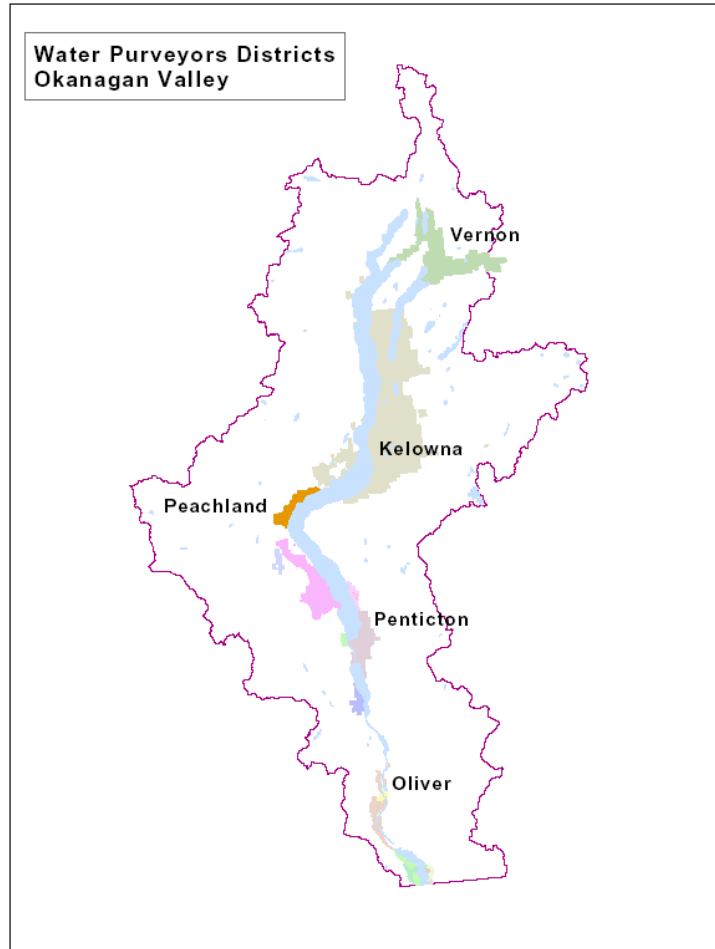 Water Purveyors Districts
Okanagan Valley
Vernon
Kelowna
Peachland
Penticton
Oliver